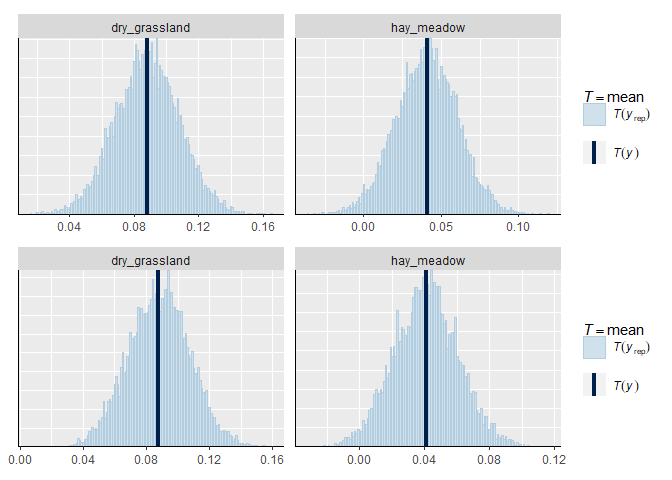 dry_grassland
hay_meadow
T = mean
T(yrep)
T(y)
0.04 0.08 0.12 0.16
0.00 0.05 0.10
dry_grassland
hay_meadow
T = mean
T(yrep)
T(y)
0.00 0.04 0.08 0.12 0.16
0.00 0.04 0.08 0.12